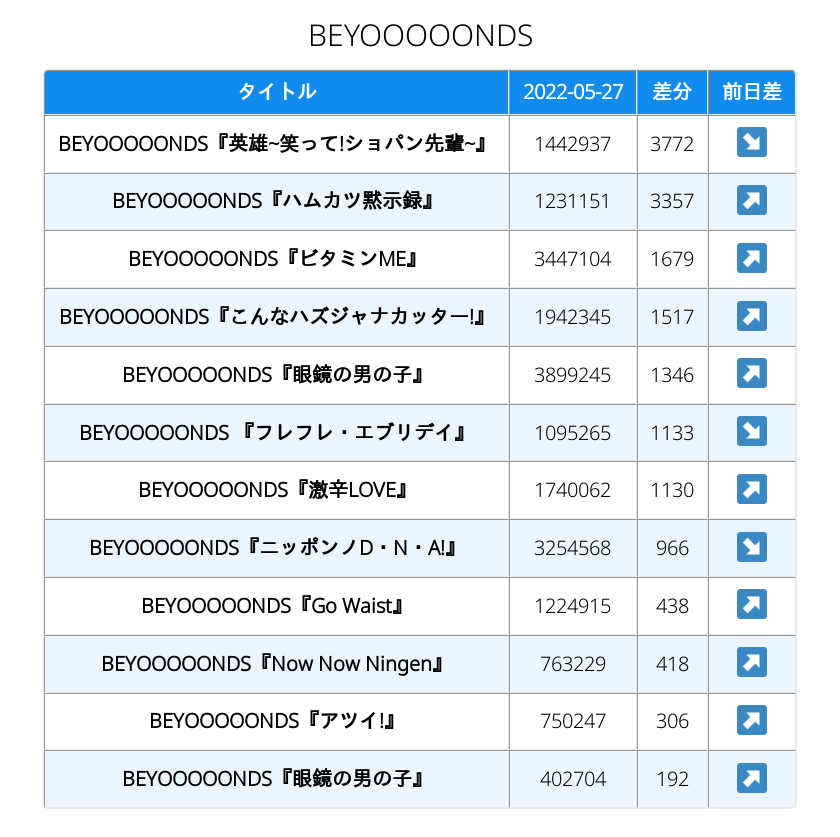 BEYOOOOONDS
タイトル 2022-05-27 差分 前日差
BEYOOOOONDS『英雄~笑って!ショパン先輩~』 1442937 3772 ↘
BEYOOOOONDS『ハムカツ黙示録』 1231151 3357 ↗
BEYOOOOONDS『ビタミンME』 3447104 1679 ↗
BEYOOOOONDS『こんなハズジャナカッター!』 1942345 1517 ↗
BEYOOOOONDS『眼鏡の男の子』 3899245 1346 ↗
BEYOOOOONDS 『フレフレ・エブリデイ』 1095265 1133 ↘
BEYOOOOONDS『激辛LOVE』 1740062 1130 ↗
BEYOOOOONDS『ニッポンノD・N・A!』 3254568 966 ↘
BEYOOOOONDS『Go Waist』 1224915 438 ↗
BEYOOOOONDS『Now Now Ningen』 763229 418 ↗
BEYOOOOONDS『アツイ!』 750247 306 ↗
BEYOOOOONDS『眼鏡の男の子』 402704 192 ↗